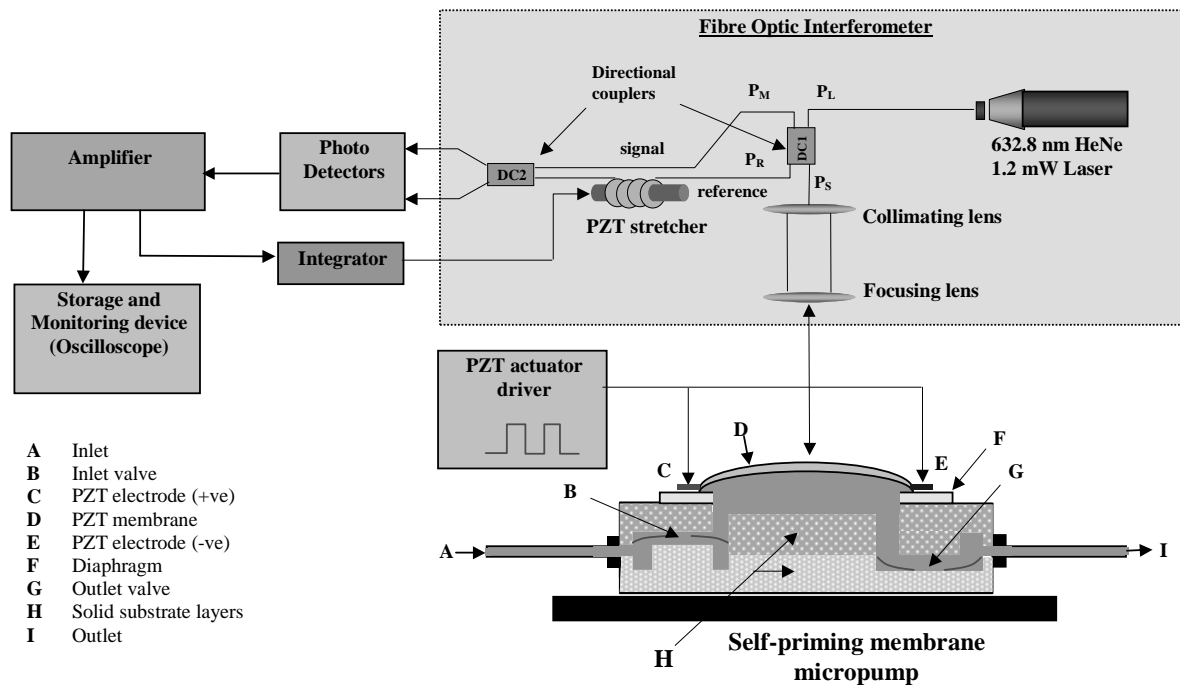 Fibre Optic Interferometer
Directional
couplers
P_M
P_L
DC1
632.8 nm HeNe
1.2 mW Laser
Amplifier
Photo
Detectors
DC2
signal
P_R
P_S
reference
PZT stretcher
Collimating lens
Integrator
Focusing lens
Storage and
Monitoring device
(Oscilloscope)
PZT actuator
driver
A Inlet
B Inlet valve
C PZT electrode (+ve)
D PZT membrane
E PZT electrode (-ve)
F Diaphragm
G Outlet valve
H Solid substrate layers
I Outlet
D
F
C
E
G
B
A
I
H
Self-priming membrane
micropump